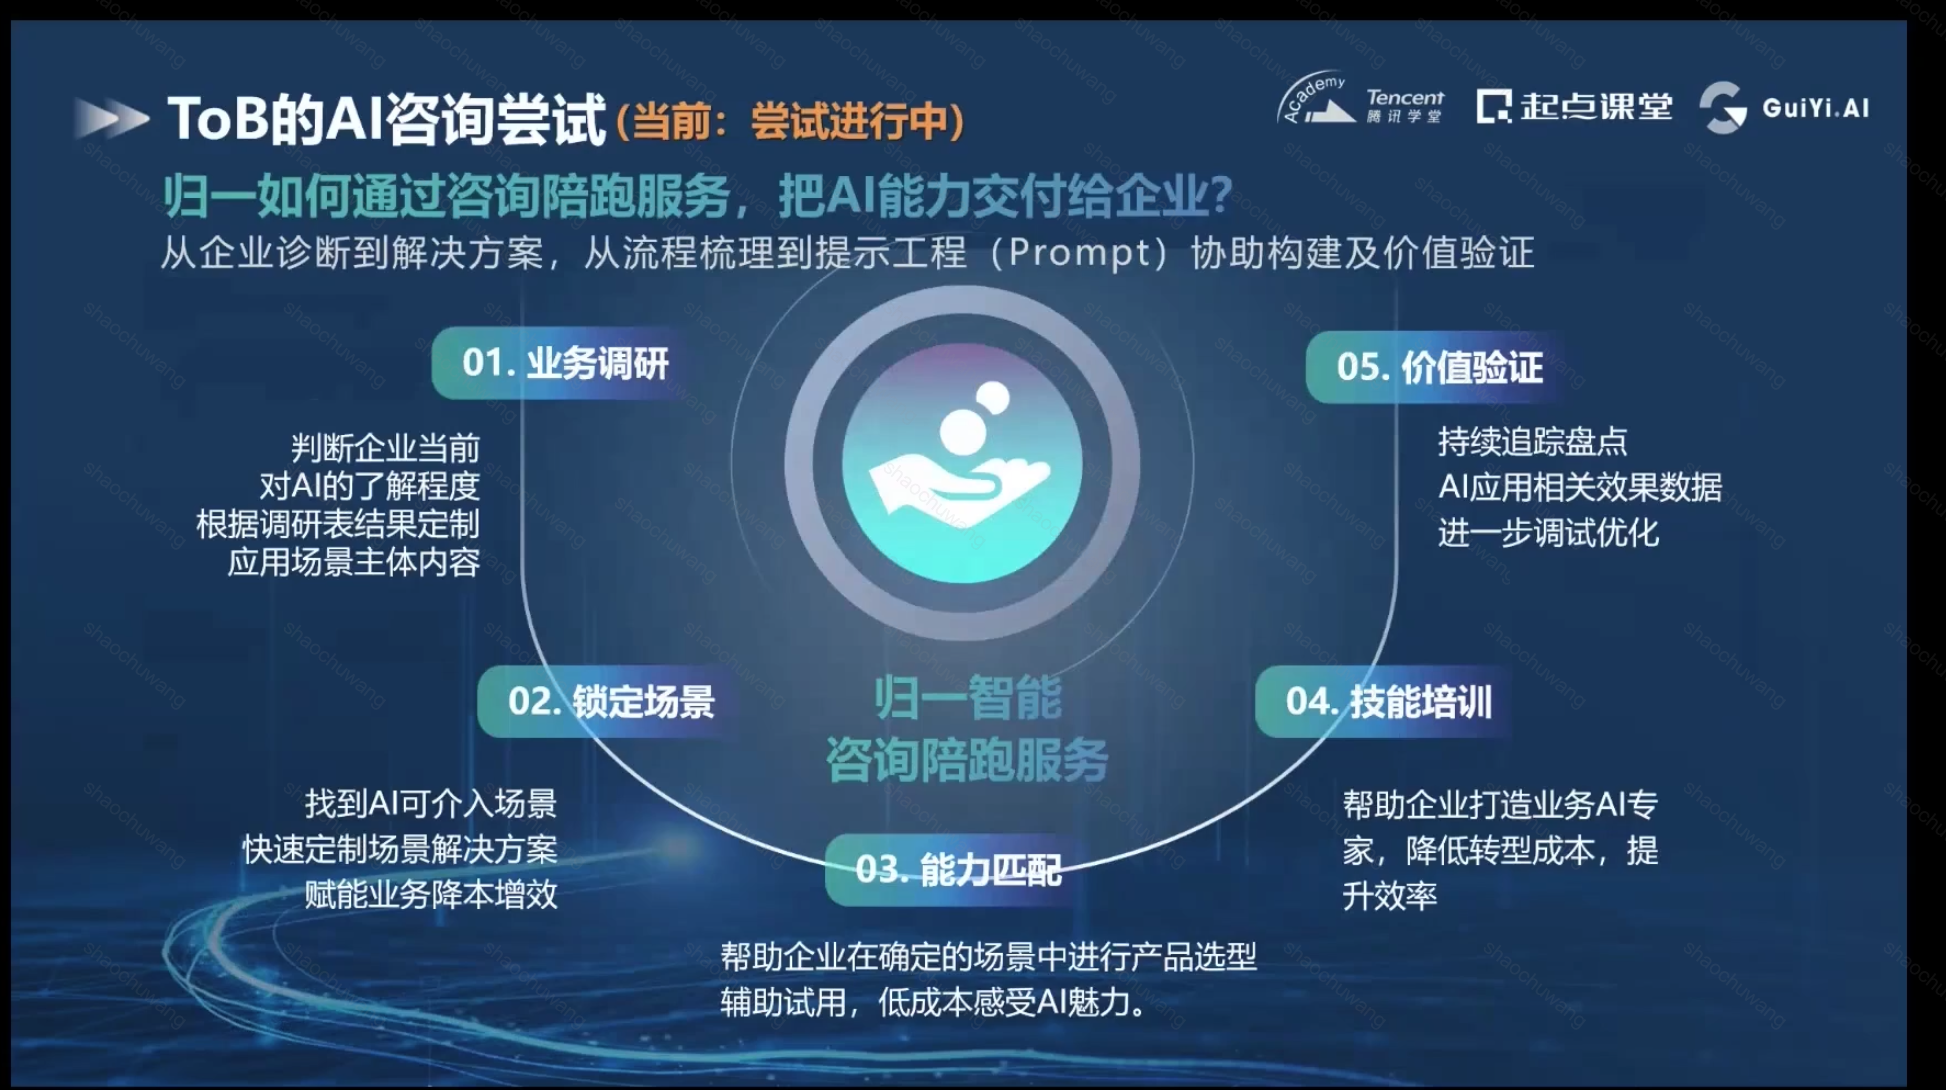 ToB的AI咨询尝试(当前：尝试进行中)
Academy
Tencent
腾讯学堂
起点课堂
GuiYi.AI
归一如何通过咨询陪跑服务，把AI能力交付给企业？
从企业诊断到解决方案，从流程梳理到提示工程（Prompt）协助构建及价值验证
01. 业务调研
判断企业当前
对AI的了解程度
根据调研表结果定制
应用场景主体内容
02. 锁定场景
找到AI可介入场景
快速定制场景解决方案
赋能业务降本增效
归一智能
咨询陪跑服务
03. 能力匹配
帮助企业在确定的场景中进行产品选型
辅助试用，低成本感受AI魅力。
04. 技能培训
帮助企业打造业务AI专
家，降低转型成本，提
升效率
05. 价值验证
持续追踪盘点
AI应用相关效果数据
进一步调试优化
shaochuwang